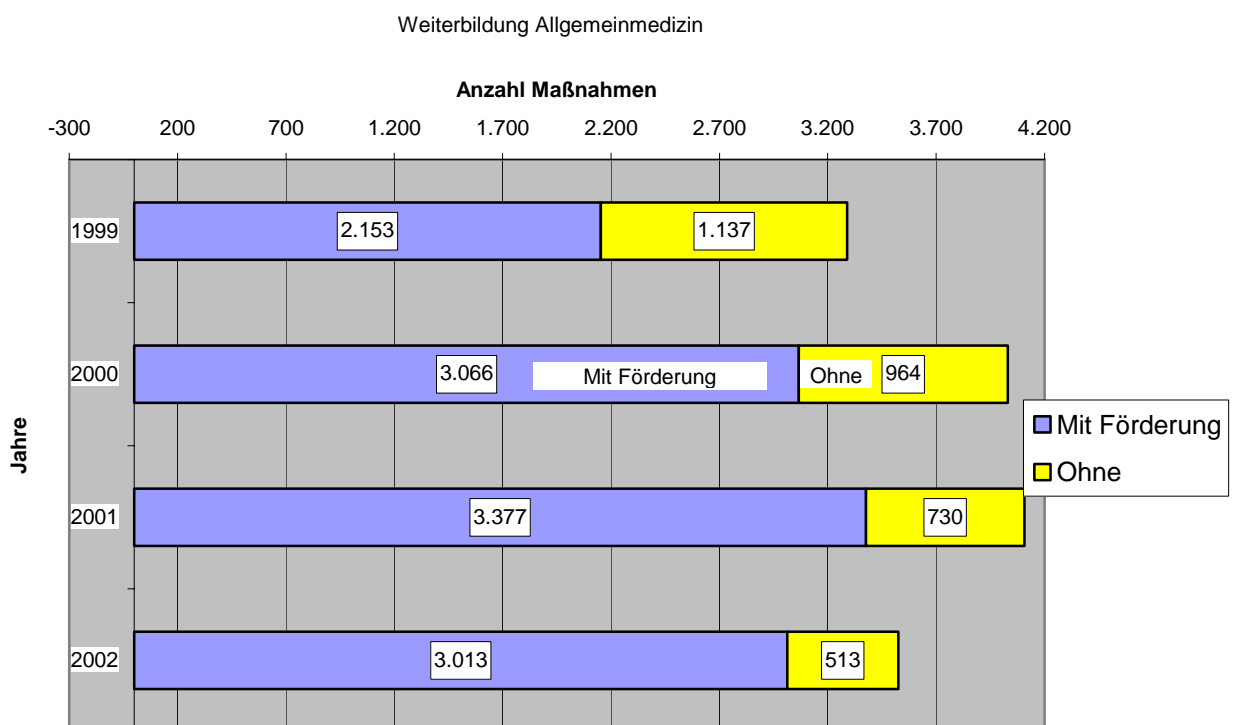 Weiterbildung Allgemeinmedizin
Anzahl Maßnahmen
-300 200 700 1.200 1.700 2.200 2.700 3.200 3.700 4.200
1999 2.153 1.137
2000 3.066 Mit Förderung Ohne 964
Mit Förderung
Ohne
Jahre
2001 3.377 730
2002 3.013 513